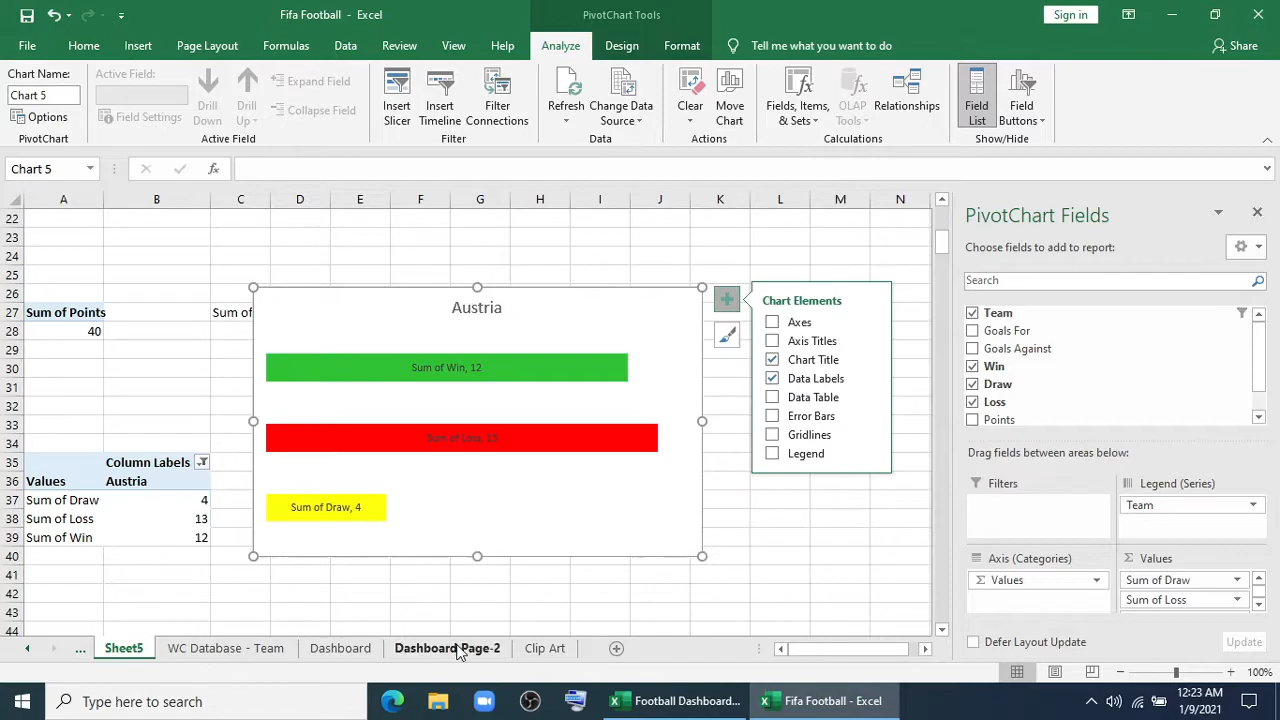 Fifa Football - Excel
PivotChart Tools
Sign in
File Home Insert Page Layout Formulas Data Review View Help Analyze Design Format Tell me what you want to do Share
Chart Name:
Chart 5
Options
PivotChart
Active Field:
Field Settings
Drill Down
Drill Up
Expand Field
Collapse Field
Active Field
Insert Slicer
Insert Timeline
Filter Connections
Filter
Refresh
Change Data Source
Data
Clear
Move Chart
Actions
Fields, Items, & Sets
OLAP Tools
Relationships
Calculations
Field List
Field Buttons
Show/Hide
Chart 5
fx
A B C D E F G H I J K L M N
22
23
24
25
26
27 Sum of Points Sum of
28 40
29
30
31
32
33
34
35 Column Labels
36 Values Austria
37 Sum of Draw 4
38 Sum of Loss 13
39 Sum of Win 12
40
41
42
43
44
Austria
Sum of Win, 12
Sum of Loss, 13
Sum of Draw, 4
Chart Elements
Axes
Axis Titles
Chart Title
Data Labels
Data Table
Error Bars
Gridlines
Legend
PivotChart Fields
Choose fields to add to report:
Search
Team
Goals For
Goals Against
Win
Draw
Loss
Points
Drag fields between areas below:
Filters
Legend (Series)
Team
Axis (Categories)
Values
Σ Values
Sum of Draw
Sum of Loss
Defer Layout Update
Update
... Sheet5 WC Database - Team Dashboard Dashboard Page-2 Clip Art
100%
Type here to search
Football Dashboard...
Fifa Football - Excel
12:23 AM
1/9/2021